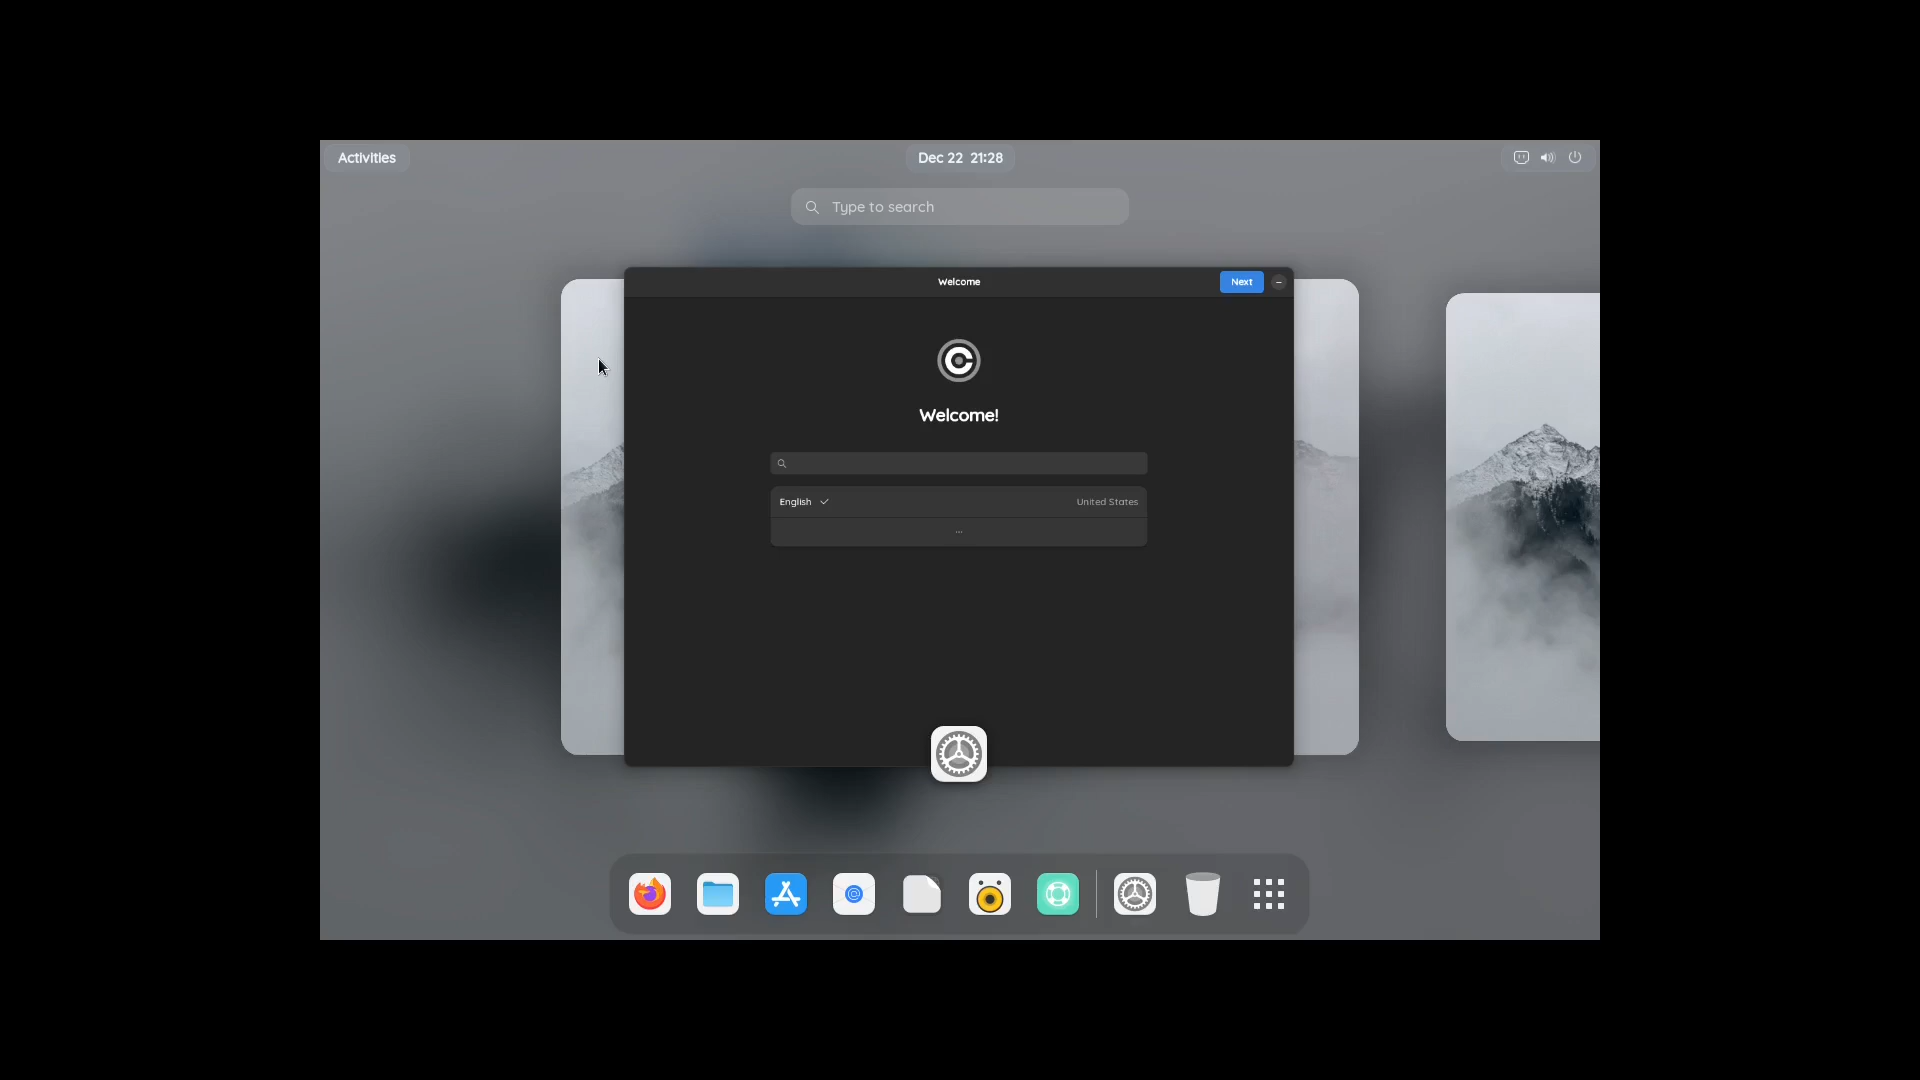 Activities
Dec 22 21:28
Type to search
Welcome
Next
Welcome!
English
United States
...